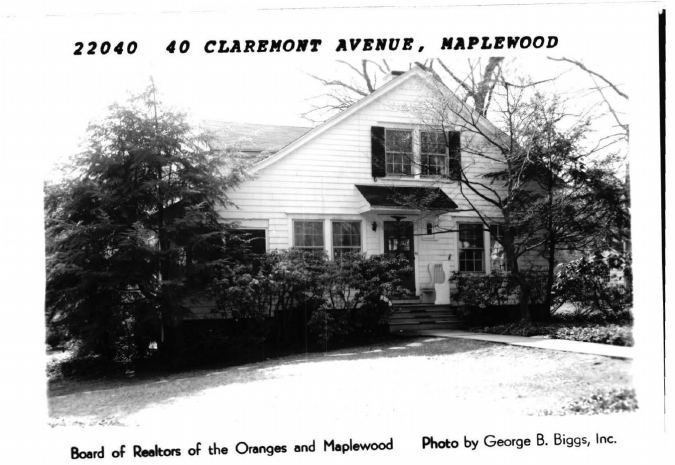 22040 40 CLAREMONT AVENUE, MAPLEWOOD
Board of Realtors of the Oranges and Maplewood Photo by George B. Biggs, Inc.